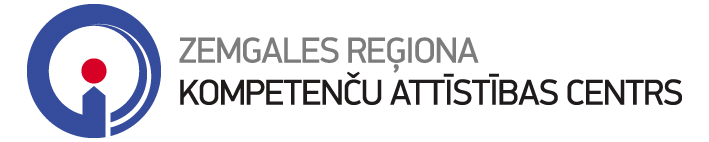 ZEMGALES REĢIONA
KOMPETENČU ATTĪSTĪBAS CENTRS